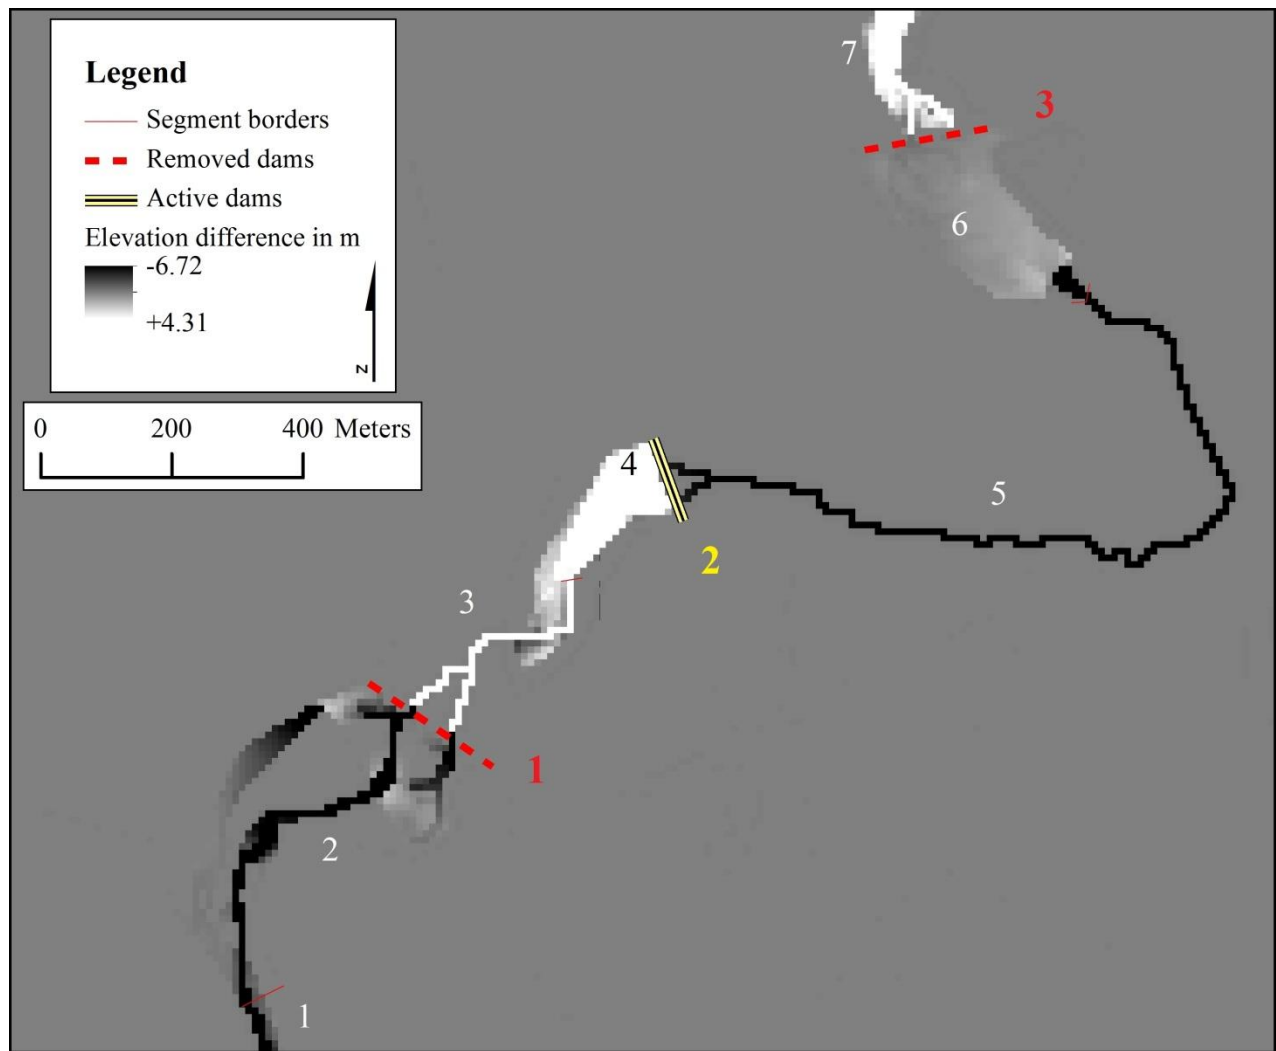 Legend
Segment borders
Removed dams
Active dams
Elevation difference in m
-6.72
+4.31
N
0 200 400 Meters
7
3
6
4
5
2
3
1
2
1